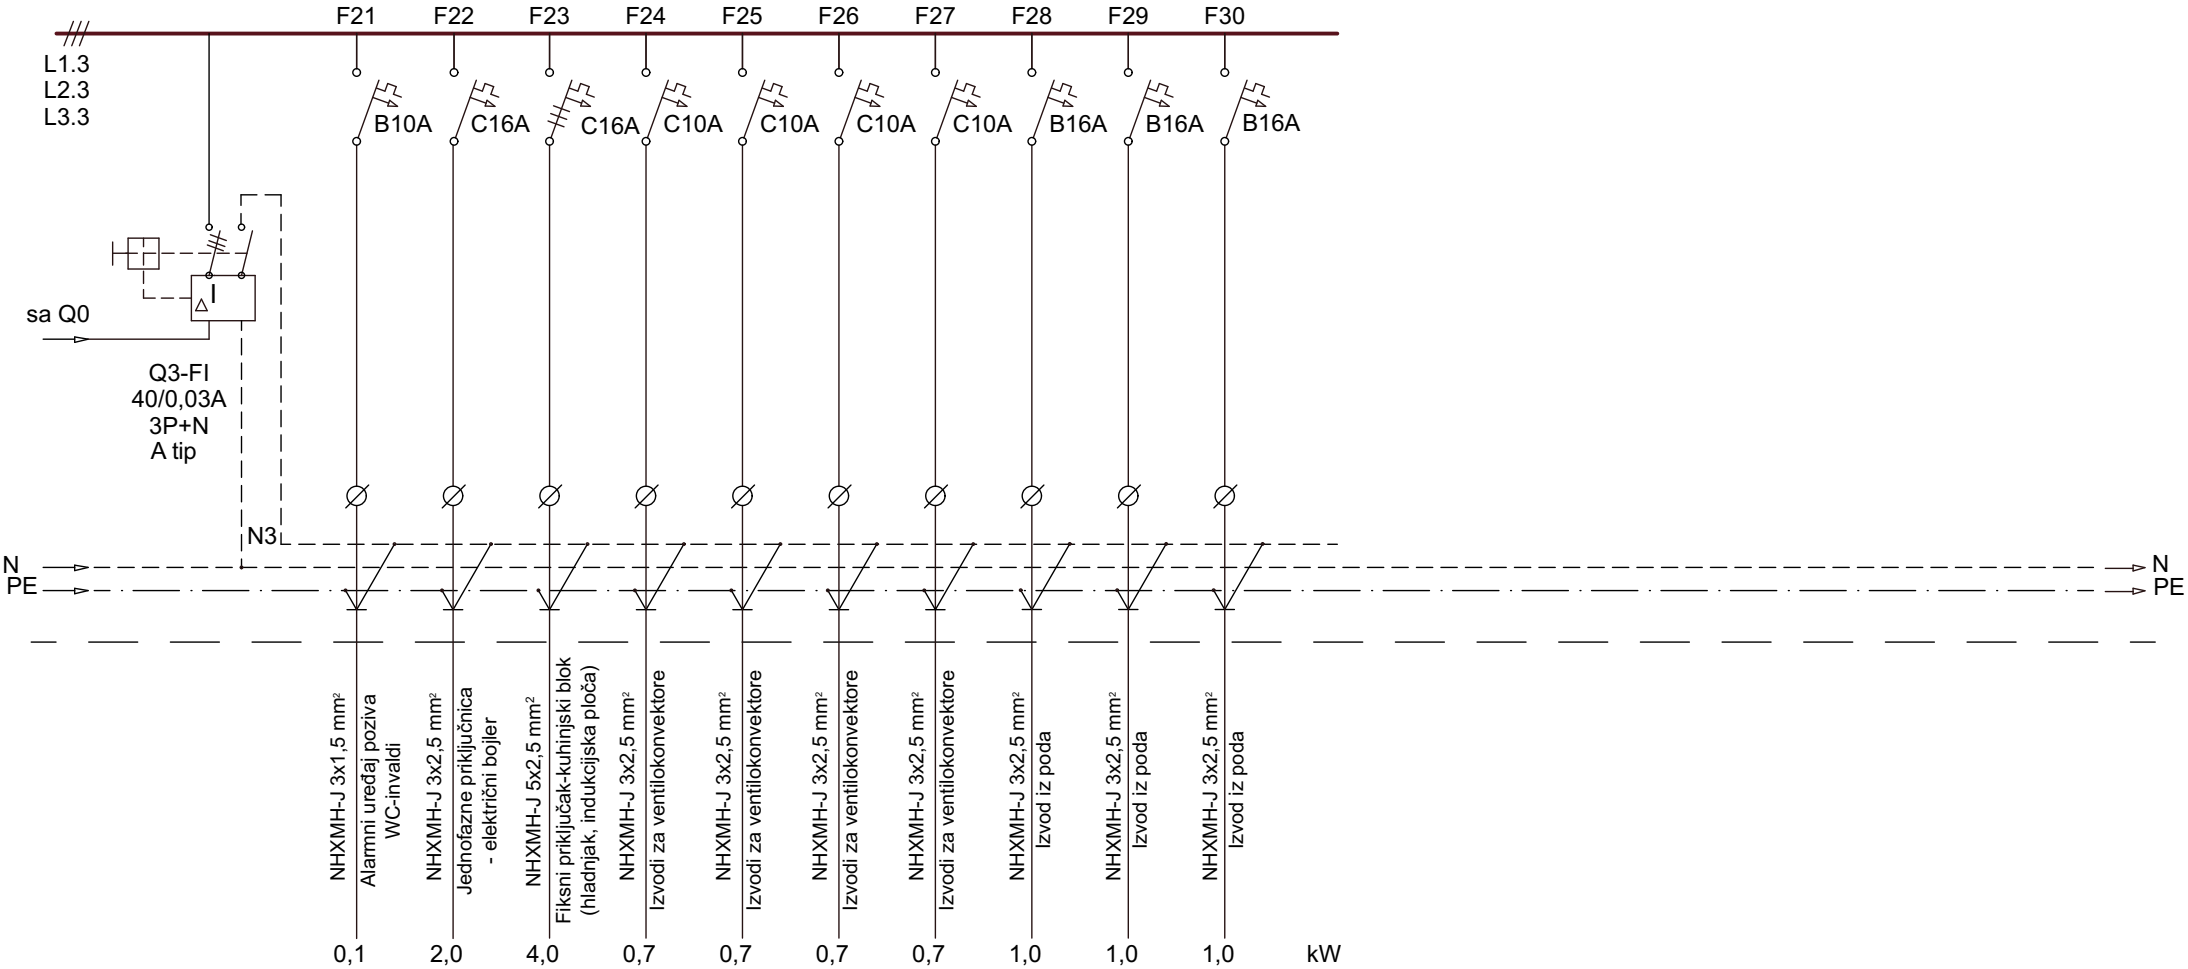 F21 F22 F23 F24 F25 F26 F27 F28 F29 F30
L1.3
L2.3
L3.3
B10A C16A C16A C10A C10A C10A C10A B16A B16A B16A
I
sa Q0
Q3-FI
40/0,03A
3P+N
A tip
N3
N N
PE PE
NHXMH-J 3x1,5 mm²
Alarmni uređaj poziva
WC-invaldi
NHXMH-J 3x2,5 mm²
Jednofazne priključnica
- električni bojler
NHXMH-J 5x2,5 mm²
Fiksni priključak-kuhinjski blok
(hladnjak, indukcijska ploča)
NHXMH-J 3x2,5 mm²
Izvodi za ventilokonvektore
NHXMH-J 3x2,5 mm²
Izvodi za ventilokonvektore
NHXMH-J 3x2,5 mm²
Izvodi za ventilokonvektore
NHXMH-J 3x2,5 mm²
Izvodi za ventilokonvektore
NHXMH-J 3x2,5 mm²
Izvod iz poda
NHXMH-J 3x2,5 mm²
Izvod iz poda
NHXMH-J 3x2,5 mm²
Izvod iz poda
0,1 2,0 4,0 0,7 0,7 0,7 0,7 1,0 1,0 1,0 kW